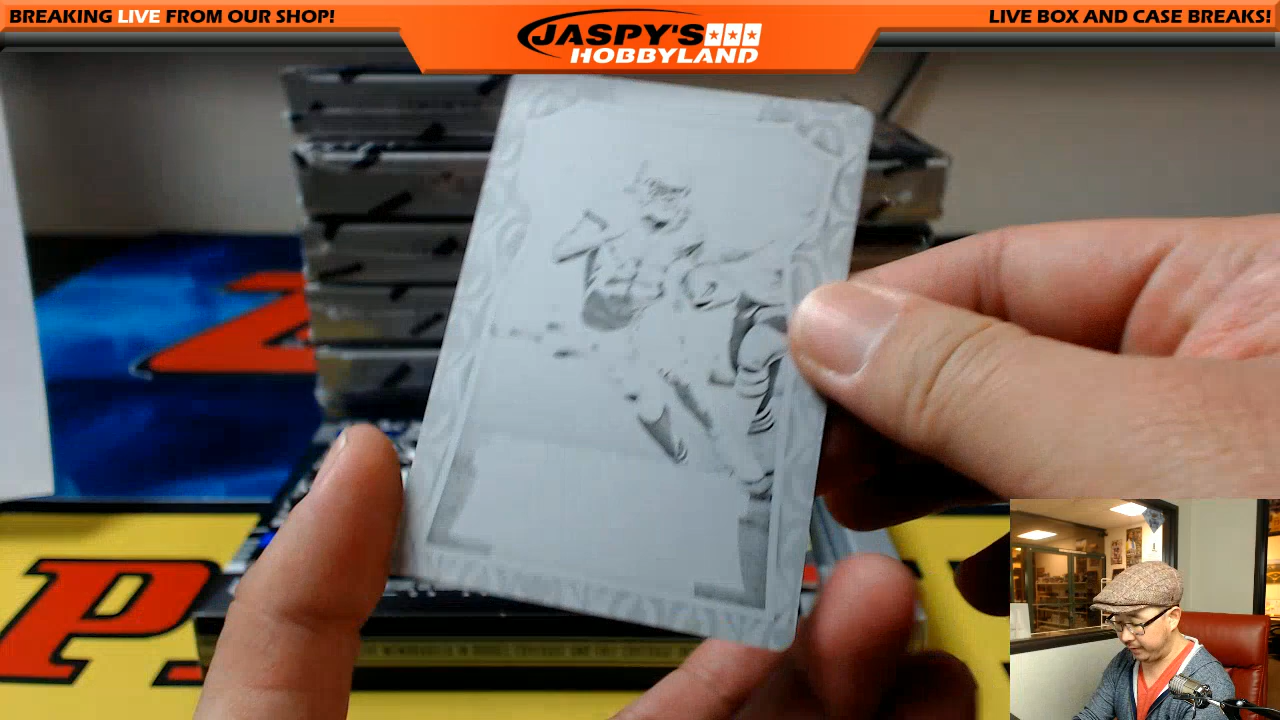 BREAKING LIVE FROM OUR SHOP!
JASPY'S
HOBBYLAND
LIVE BOX AND CASE BREAKS!
P